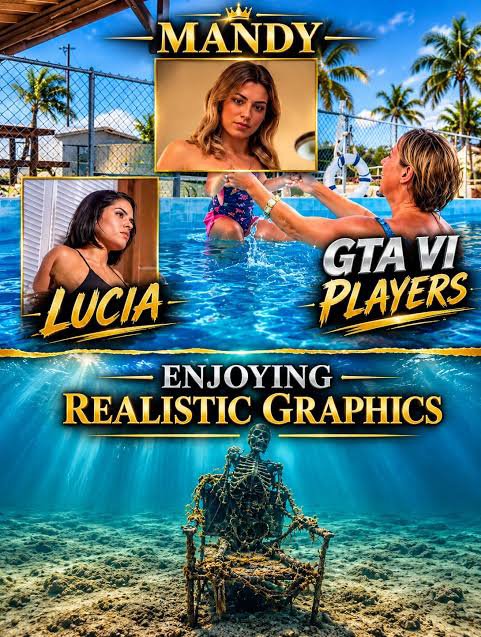 MANDY
LUCIA
GTA VI
PLAYERS
ENJOYING
REALISTIC GRAPHICS